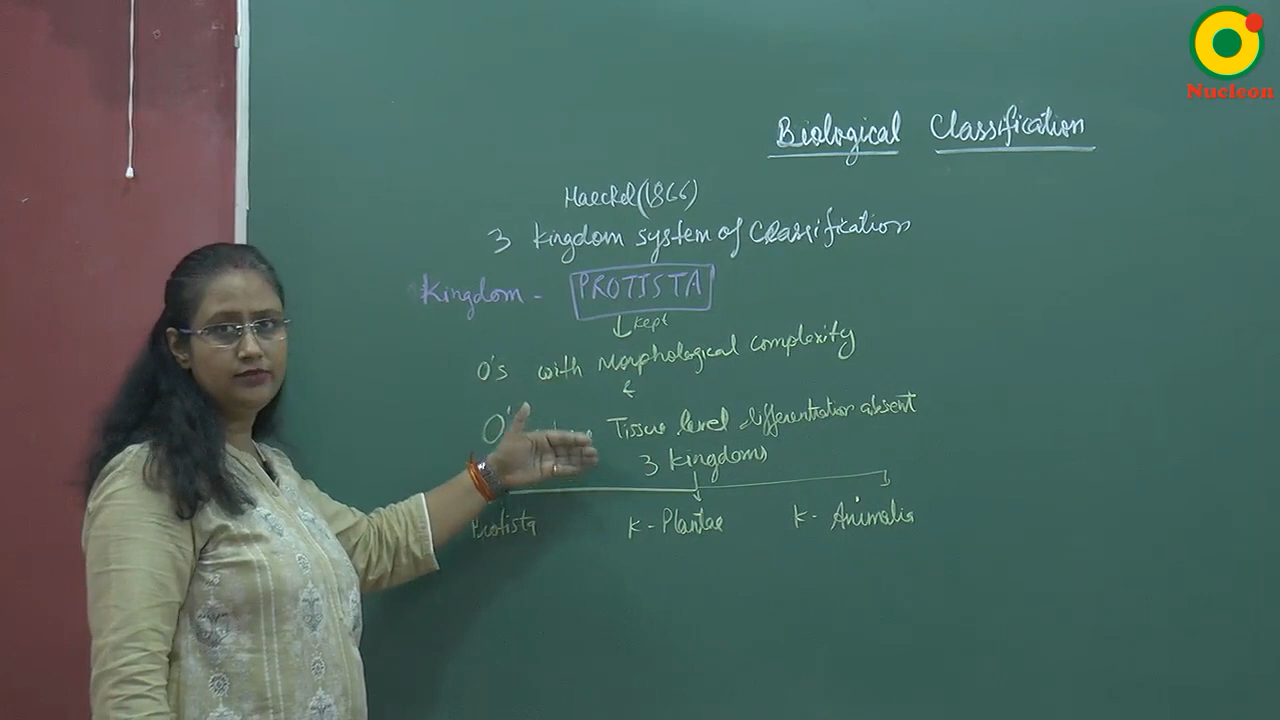 Nucleon
Biological Classification
Haeckel (1866)
3 Kingdom system of Classification
Kingdom - PROTISTA
kept
O's with Morphological complexity
O' Tissue level differentiation absent
3 Kingdoms
Protista K - Plantae K - Animalia